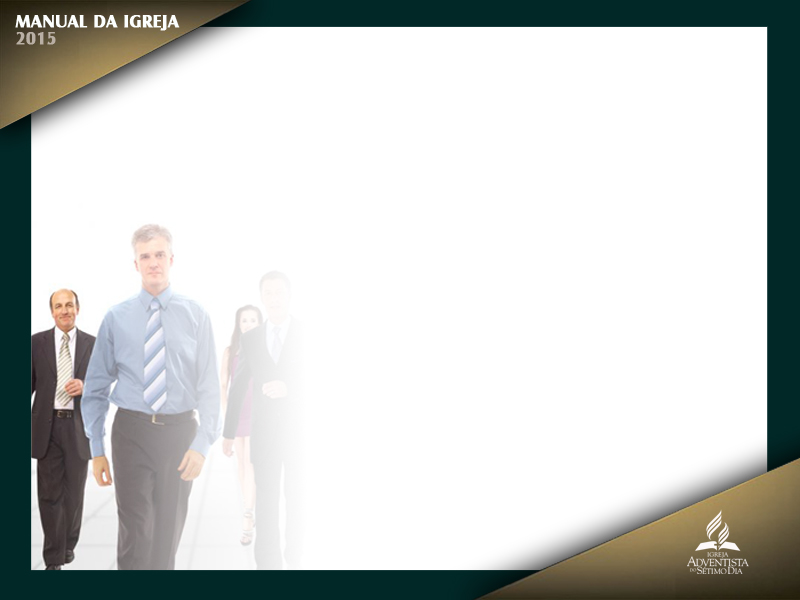 MANUAL DA IGREJA
2015
IGREJA
ADVENTISTA
DO SÉTIMO DIA